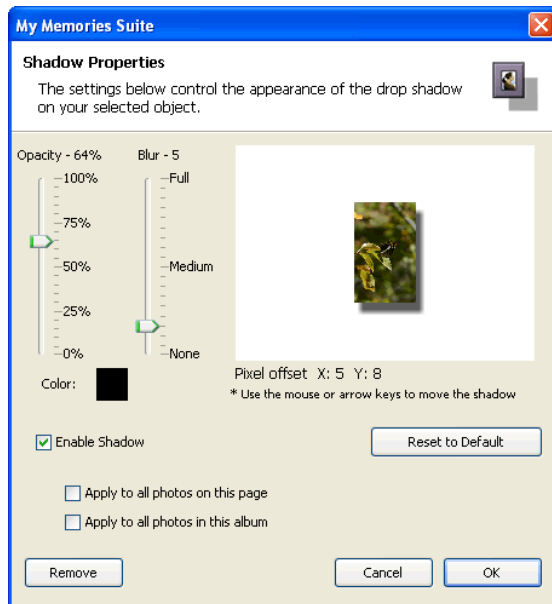 My Memories Suite
Shadow Properties
The settings below control the appearance of the drop shadow
on your selected object.
Opacity - 64% Blur - 5
100% Full
75%
50% Medium
25%
0% None
Color:
Pixel offset X: 5 Y: 8
* Use the mouse or arrow keys to move the shadow
Enable Shadow Reset to Default
Apply to all photos on this page
Apply to all photos in this album
Remove Cancel OK